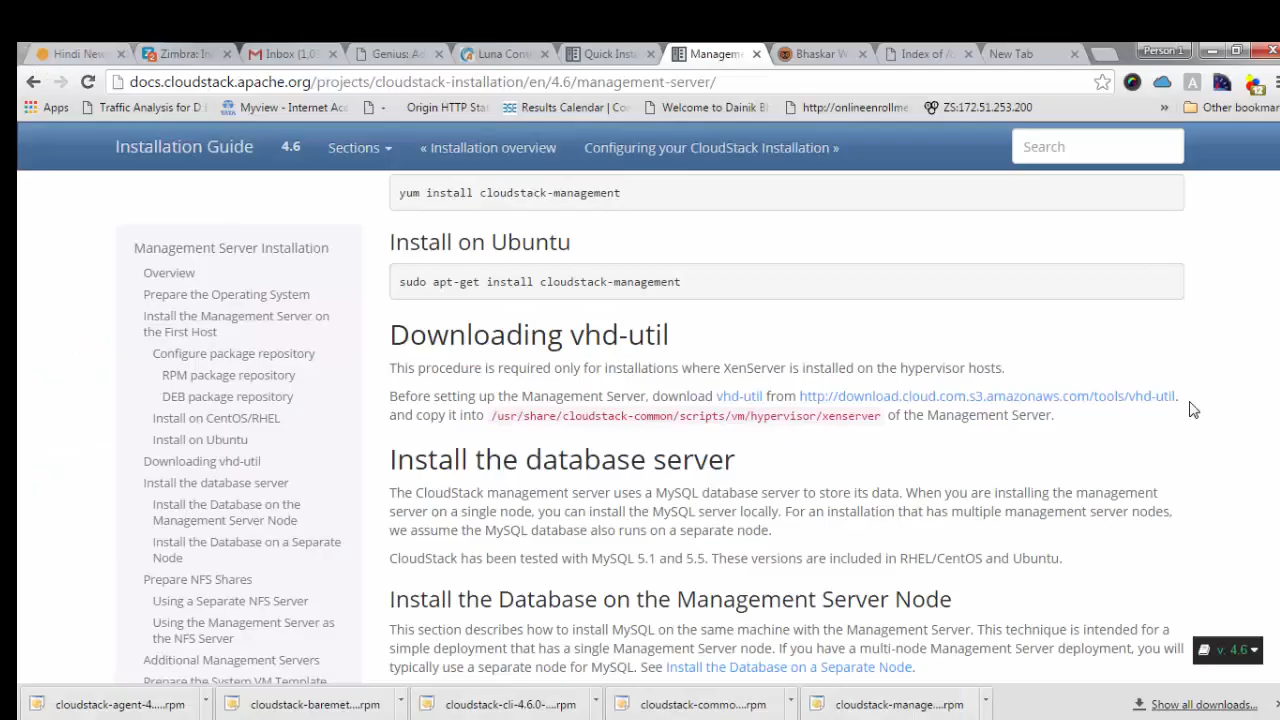 Hindi New
Zimbra: In
Inbox (1,0
Genius: Ad
Luna Con
Quick Inst
Managem
Bhaskar W
Index of /c
New Tab
Person 1
docs.cloudstack.apache.org/projects/cloudstack-installation/en/4.6/management-server/
Apps
Traffic Analysis for D
Myview - Internet Acc
-
Origin HTTP Sta
Results Calendar | Co
Welcome to Dainik B
http://onlineenrollme
ZS:172.51.253.200
»
Other bookmar
Installation Guide
4.6
Sections
« Installation overview
Configuring your CloudStack Installation »
Search
yum install cloudstack-management
Install on Ubuntu
sudo apt-get install cloudstack-management
Downloading vhd-util
This procedure is required only for installations where XenServer is installed on the hypervisor hosts.
Before setting up the Management Server, download vhd-util from http://download.cloud.com.s3.amazonaws.com/tools/vhd-util.
and copy it into /usr/share/cloudstack-common/scripts/vm/hypervisor/xenserver of the Management Server.
Install the database server
The CloudStack management server uses a MySQL database server to store its data. When you are installing the management
server on a single node, you can install the MySQL server locally. For an installation that has multiple management server nodes,
we assume the MySQL database also runs on a separate node.
CloudStack has been tested with MySQL 5.1 and 5.5. These versions are included in RHEL/CentOS and Ubuntu.
Install the Database on the Management Server Node
This section describes how to install MySQL on the same machine with the Management Server. This technique is intended for a
simple deployment that has a single Management Server node. If you have a multi-node Management Server deployment, you will
typically use a separate node for MySQL. See Install the Database on a Separate Node.
Management Server Installation
Overview
Prepare the Operating System
Install the Management Server on
the First Host
Configure package repository
RPM package repository
DEB package repository
Install on CentOS/RHEL
Install on Ubuntu
Downloading vhd-util
Install the database server
Install the Database on the
Management Server Node
Install the Database on a Separate
Node
Prepare NFS Shares
Using a Separate NFS Server
Using the Management Server as
the NFS Server
Additional Management Servers
Prepare the System VM Template
v: 4.6
cloudstack-agent-4.....rpm
cloudstack-baremet....rpm
cloudstack-cli-4.6.0-....rpm
cloudstack-commo....rpm
cloudstack-manage....rpm
Show all downloads...